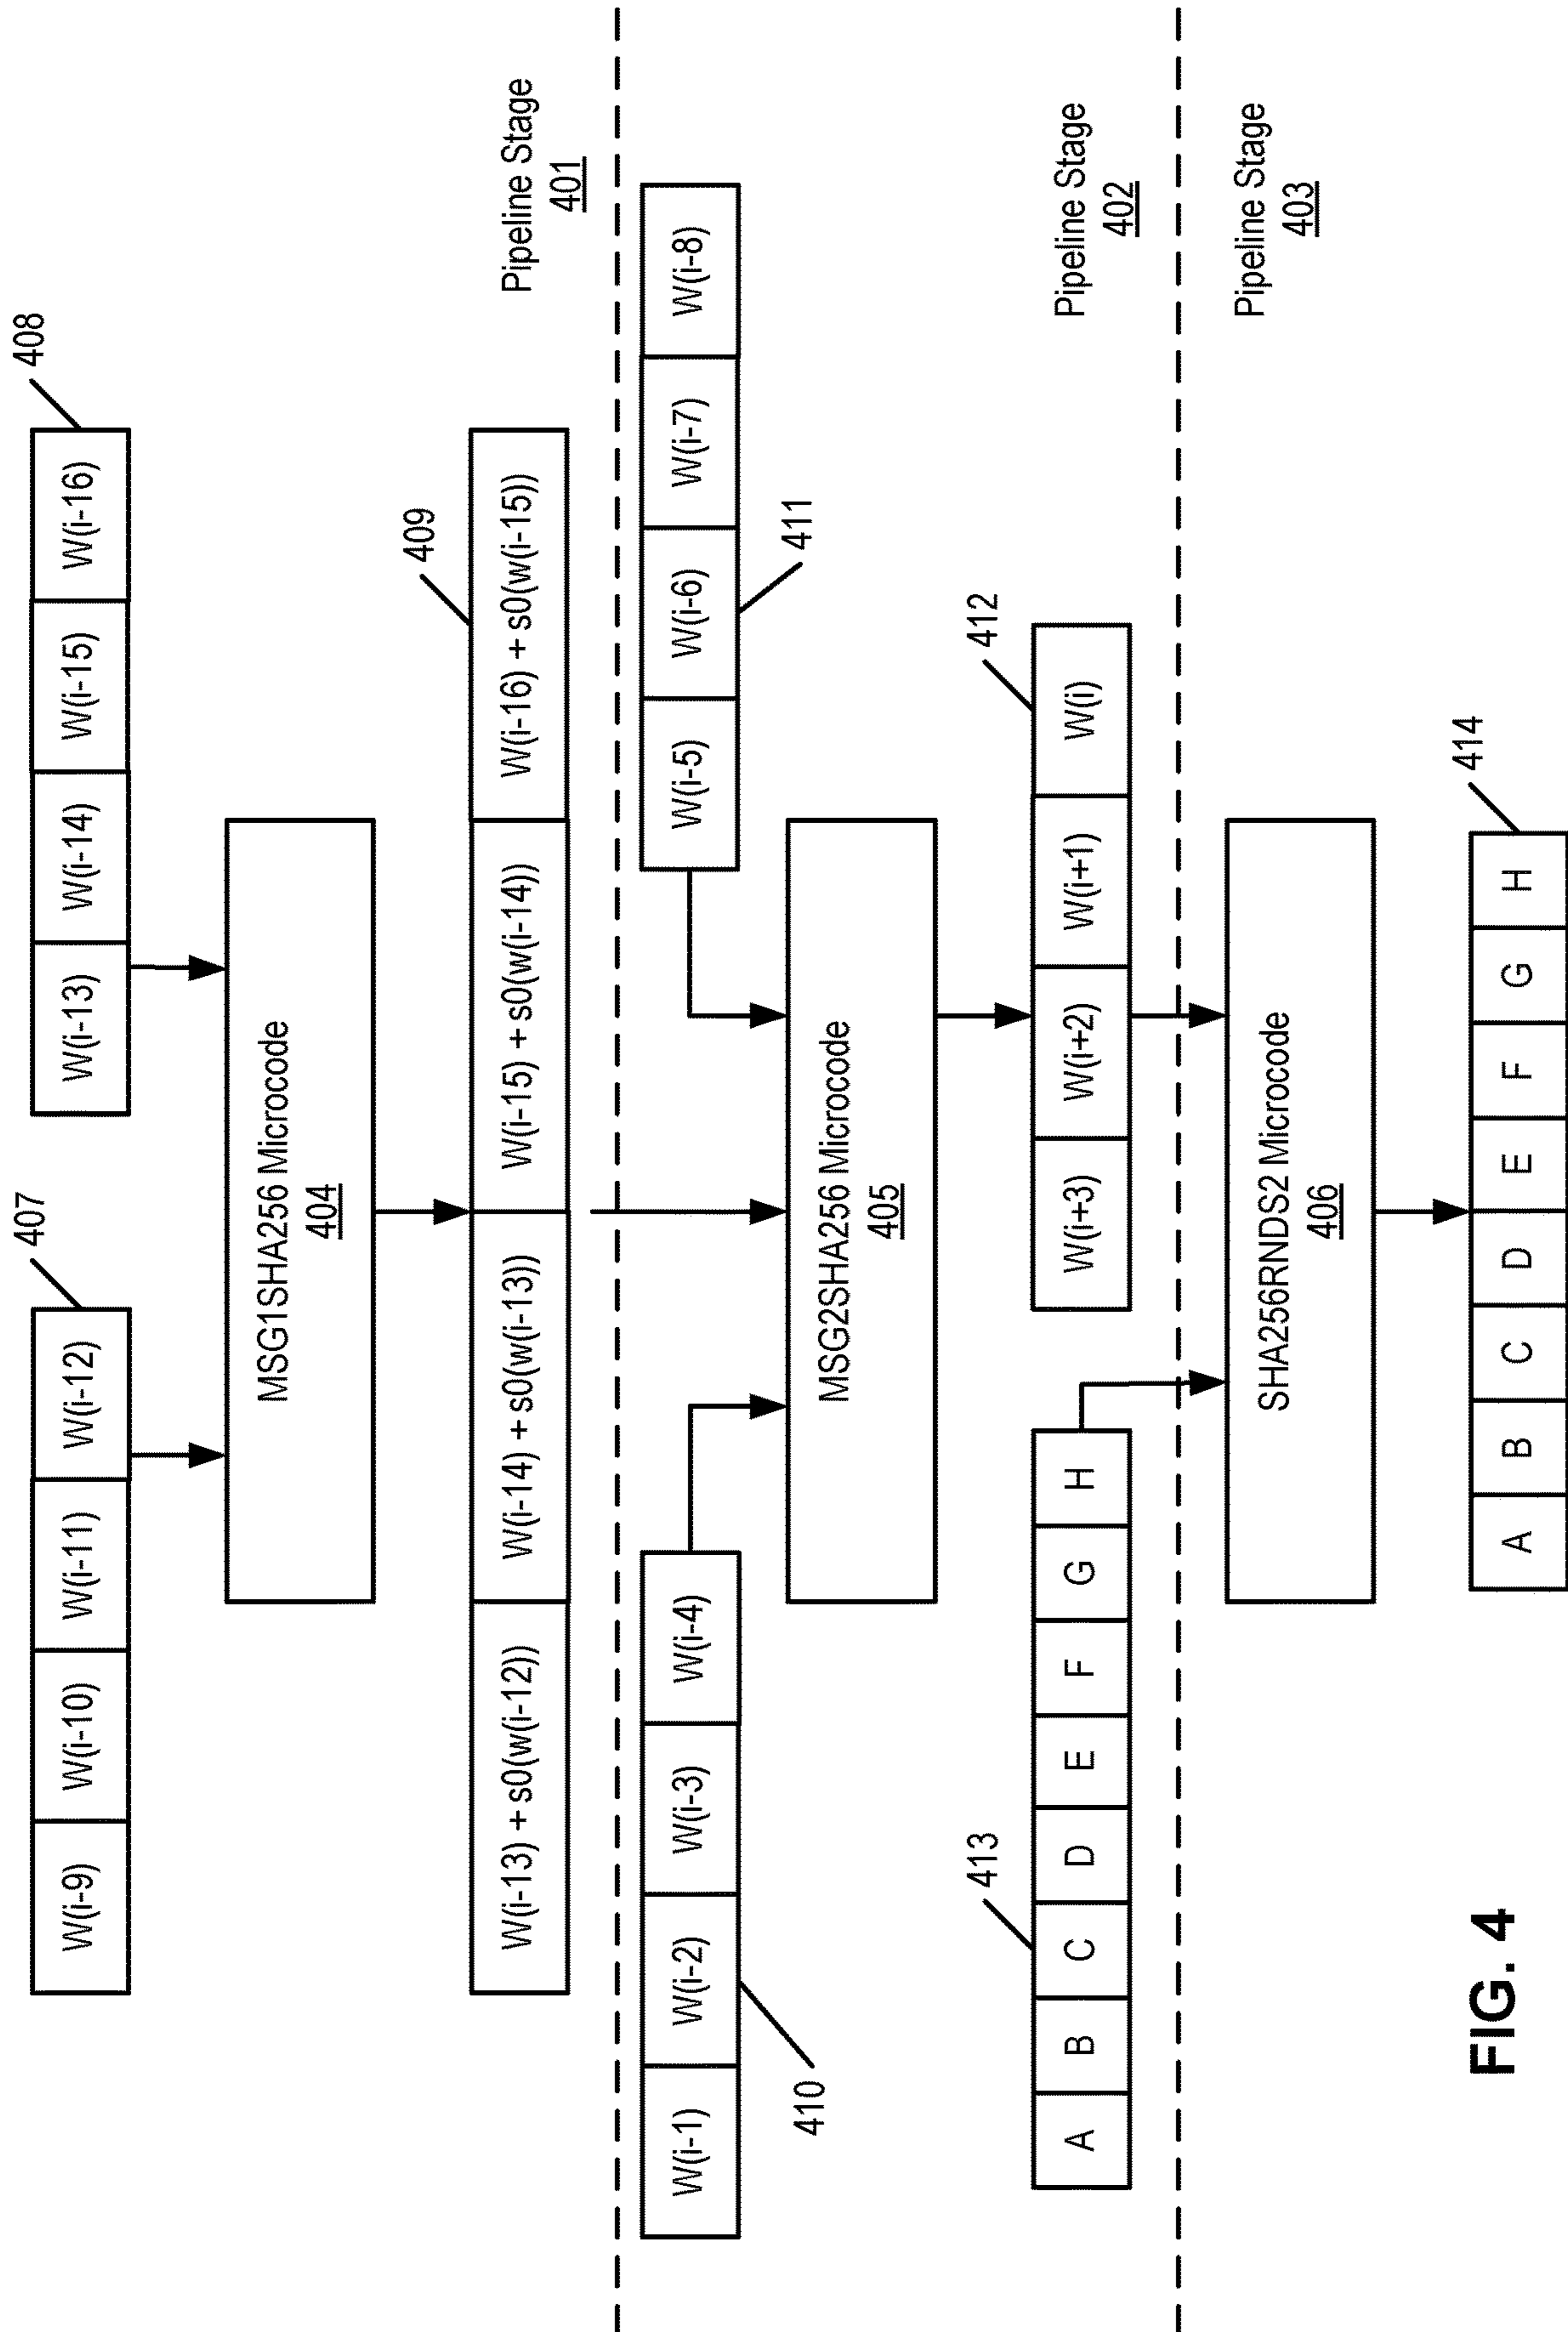 407
408
W(i-9) W(i-10) W(i-11) W(i-12)
W(i-13) W(i-14) W(i-15) W(i-16)
MSG1SHA256 Microcode
404
409
W(i-13) + s0(w(i-12)) W(i-14) + s0(w(i-13)) W(i-15) + s0(w(i-14)) W(i-16) + s0(w(i-15))
Pipeline Stage
401
W(i-1) W(i-2) W(i-3) W(i-4)
W(i-5) W(i-6) W(i-7) W(i-8)
410
411
MSG2SHA256 Microcode
405
413
412
A B C D E F G H
W(i+3) W(i+2) W(i+1) W(i)
Pipeline Stage
402
Pipeline Stage
403
SHA256RNDS2 Microcode
406
414
A B C D E F G H
FIG. 4